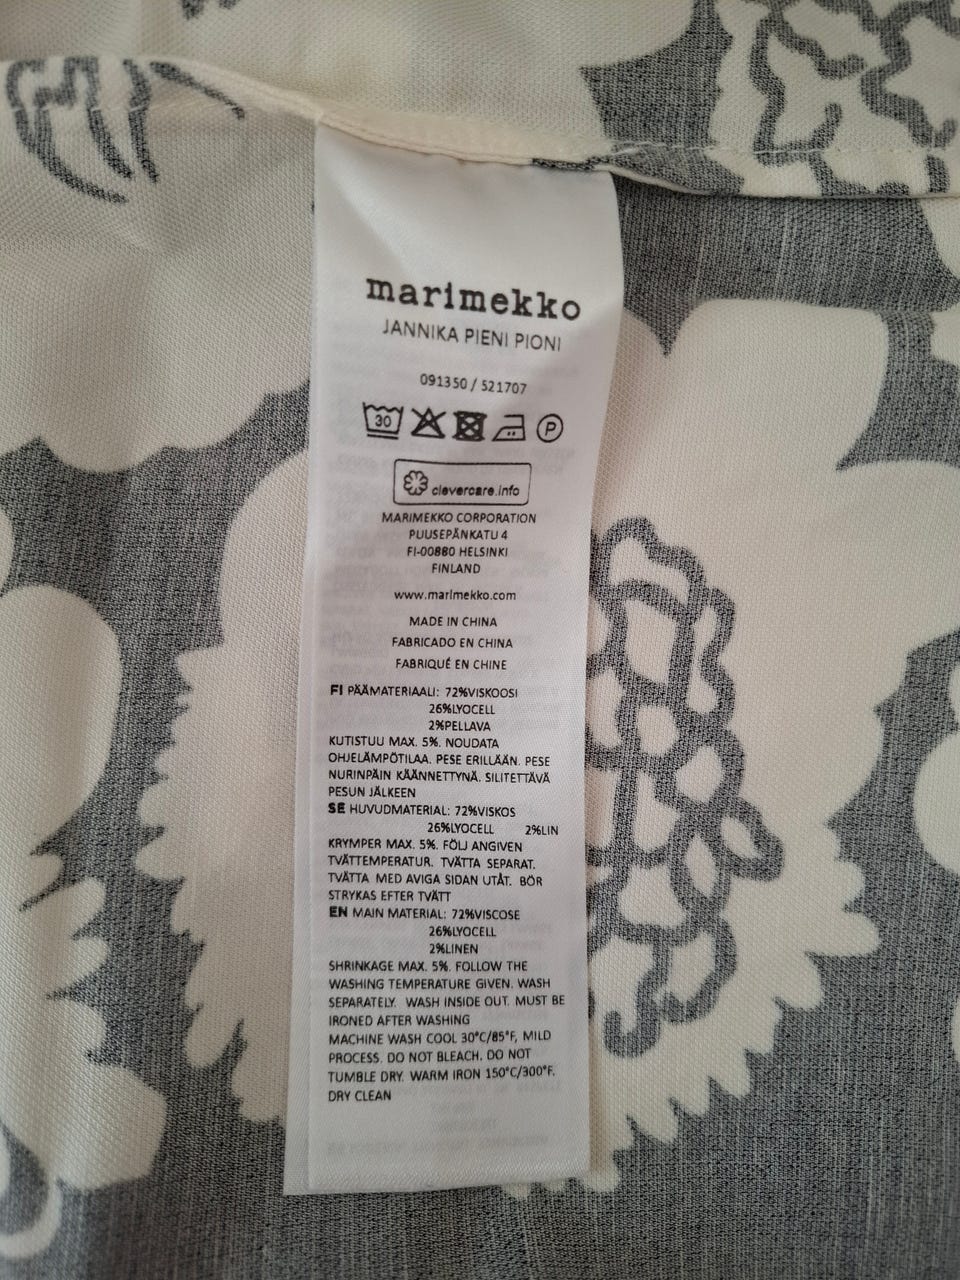 marimekko
JANNIKA PIENI PIONI
091350 / 521707
30 P
clevercare.info
MARIMEKKO CORPORATION
PUUSEPÄNKATU 4
FI-00880 HELSINKI
FINLAND
www.marimekko.com
MADE IN CHINA
FABRICADO EN CHINA
FABRIQUÉ EN CHINE
FI PÄÄMATERIAALI: 72%VISKOOSI
26%LYOCELL
2%PELLAVA
KUTISTUU MAX. 5%. NOUDATA
OHJELÄMPÖTILAA. PESE ERILLÄÄN. PESE
NURINPÄIN KÄÄNNETTYNÄ. SILITETTÄVÄ
PESUN JÄLKEEN
SE HUVUDMATERIAL: 72%VISKOS
26%LYOCELL 2%LIN
KRYMPER MAX. 5%. FÖLJ ANGIVEN
TVÄTTEMPERATUR. TVÄTTA SEPARAT.
TVÄTTA MED AVIGA SIDAN UTÅT. BÖR
STRYKAS EFTER TVÄTT
EN MAIN MATERIAL: 72%VISCOSE
26%LYOCELL
2%LINEN
SHRINKAGE MAX. 5%. FOLLOW THE
WASHING TEMPERATURE GIVEN. WASH
SEPARATELY. WASH INSIDE OUT. MUST BE
IRONED AFTER WASHING
MACHINE WASH COOL 30°C/85°F, MILD
PROCESS. DO NOT BLEACH. DO NOT
TUMBLE DRY. WARM IRON 150°C/300°F.
DRY CLEAN